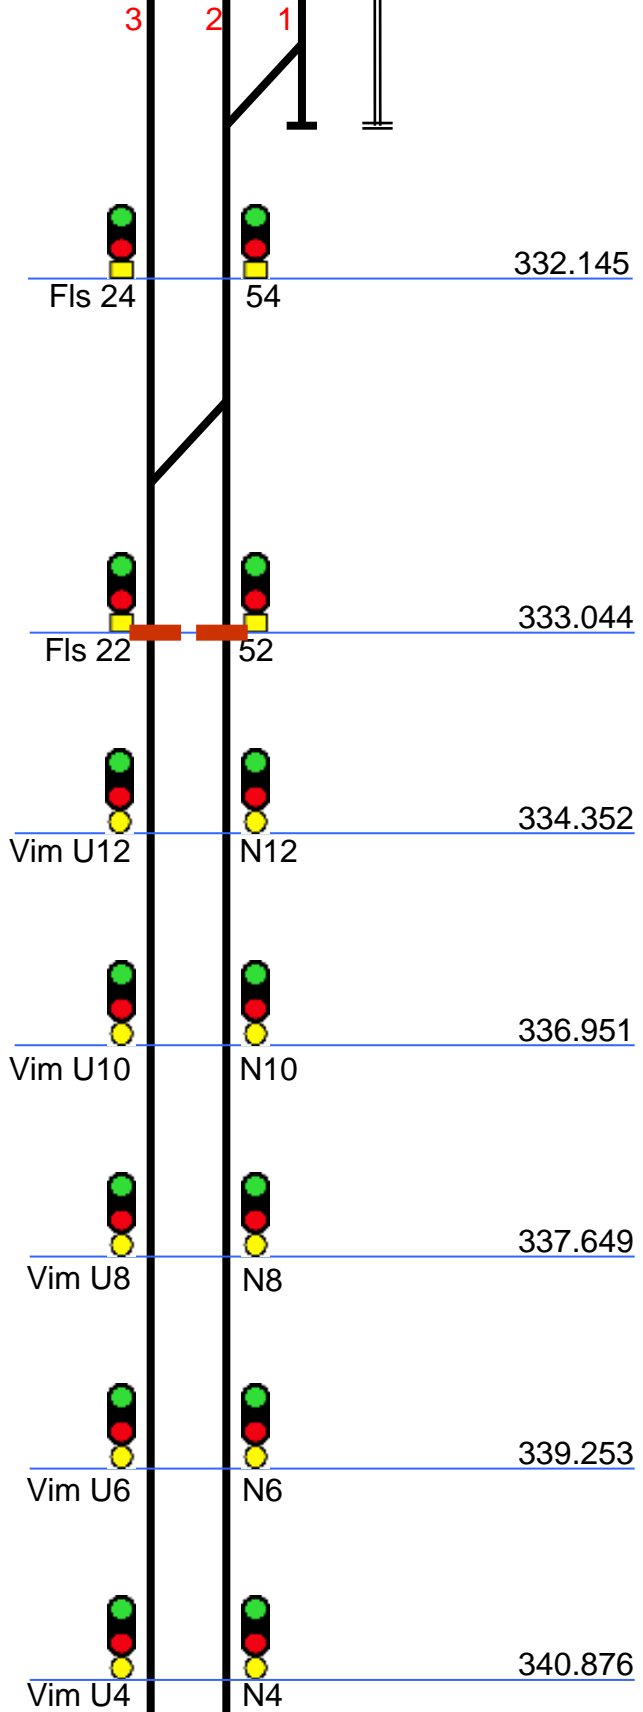 3 2 1
332.145
Fls 24 54
333.044
Fls 22 52
334.352
Vim U12 N12
336.951
Vim U10 N10
337.649
Vim U8 N8
339.253
Vim U6 N6
340.876
Vim U4 N4